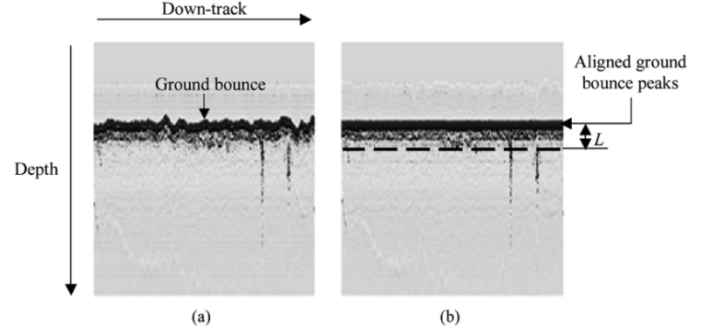 Down-track
Ground bounce
Aligned ground
bounce peaks
L
Depth
(a)
(b)